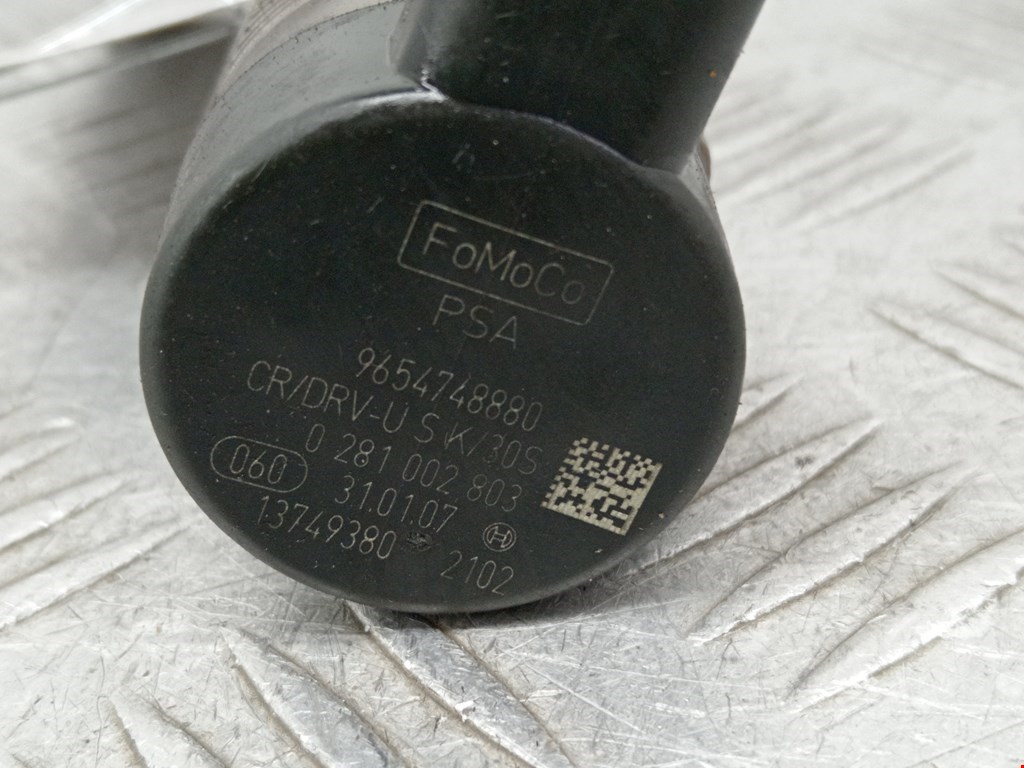 FoMoCo
PSA
9654748880
CR/DRV-U S K/30S
0 281 002 803
060 31.01.07
13749380 2102